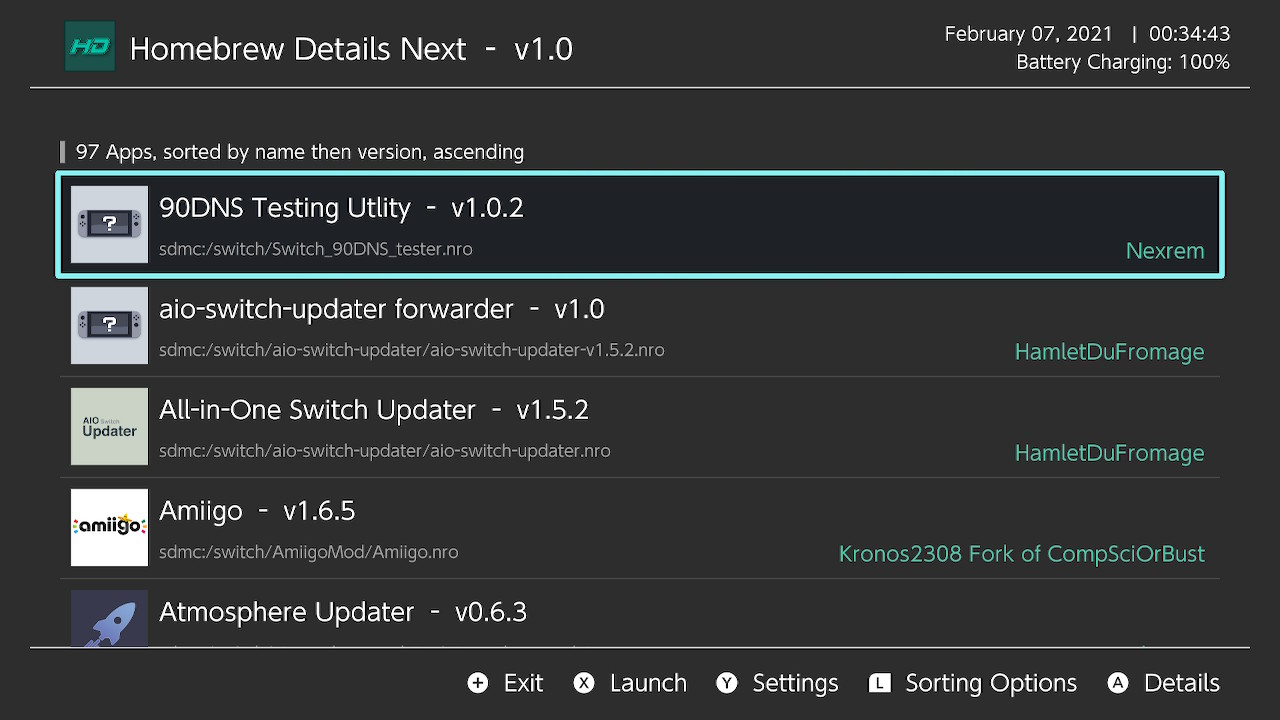 HD Homebrew Details Next - v1.0
February 07, 2021 | 00:34:43
Battery Charging: 100%
97 Apps, sorted by name then version, ascending
?
90DNS Testing Utlity - v1.0.2
sdmc:/switch/Switch_90DNS_tester.nro
Nexrem
?
aio-switch-updater forwarder - v1.0
sdmc:/switch/aio-switch-updater/aio-switch-updater-v1.5.2.nro
HamletDuFromage
AIO Switch
Updater
All-in-One Switch Updater - v1.5.2
sdmc:/switch/aio-switch-updater/aio-switch-updater.nro
HamletDuFromage
amiigo
Amiigo - v1.6.5
sdmc:/switch/AmiigoMod/Amiigo.nro
Kronos2308 Fork of CompSciOrBust
Atmosphere Updater - v0.6.3
+ Exit X Launch Y Settings L Sorting Options A Details